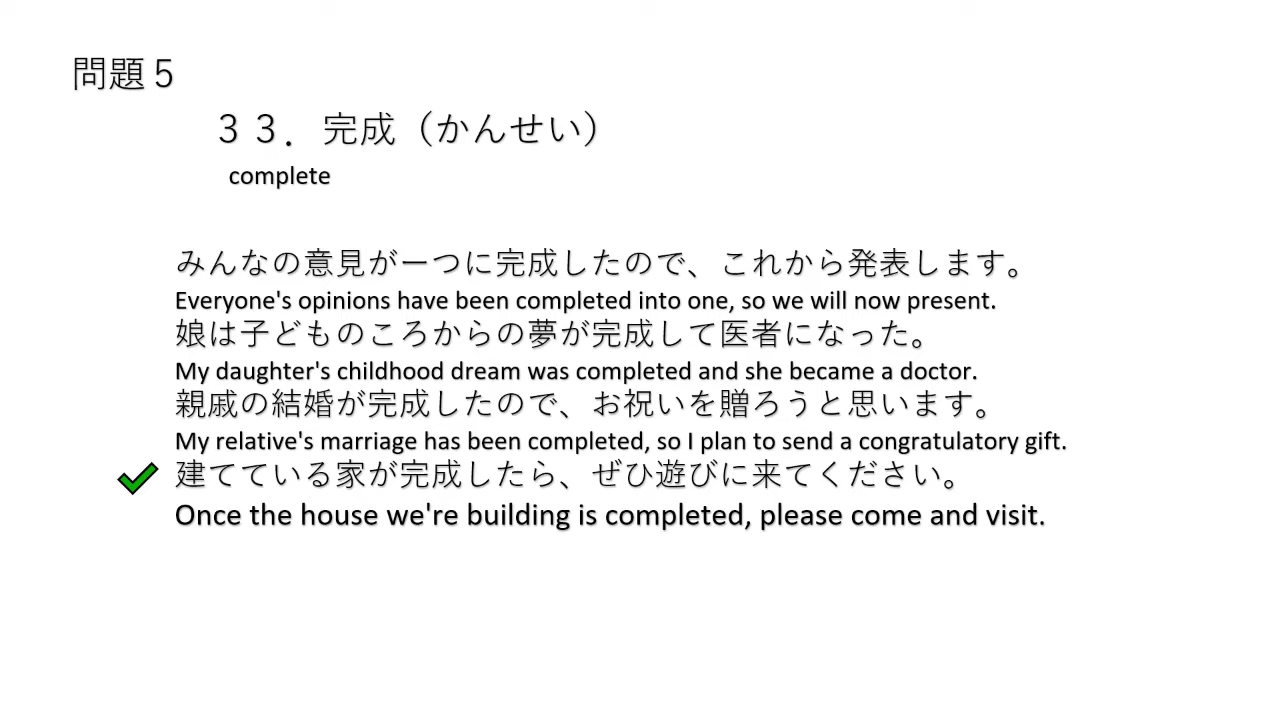 問題５
３３．完成（かんせい）
complete
みんなの意見が一つに完成したので、これから発表します。
Everyone's opinions have been completed into one, so we will now present.
娘は子どものころからの夢が完成して医者になった。
My daughter's childhood dream was completed and she became a doctor.
親戚の結婚が完成したので、お祝いを贈ろうと思います。
My relative's marriage has been completed, so I plan to send a congratulatory gift.
建てている家が完成したら、ぜひ遊びに来てください。
Once the house we're building is completed, please come and visit.